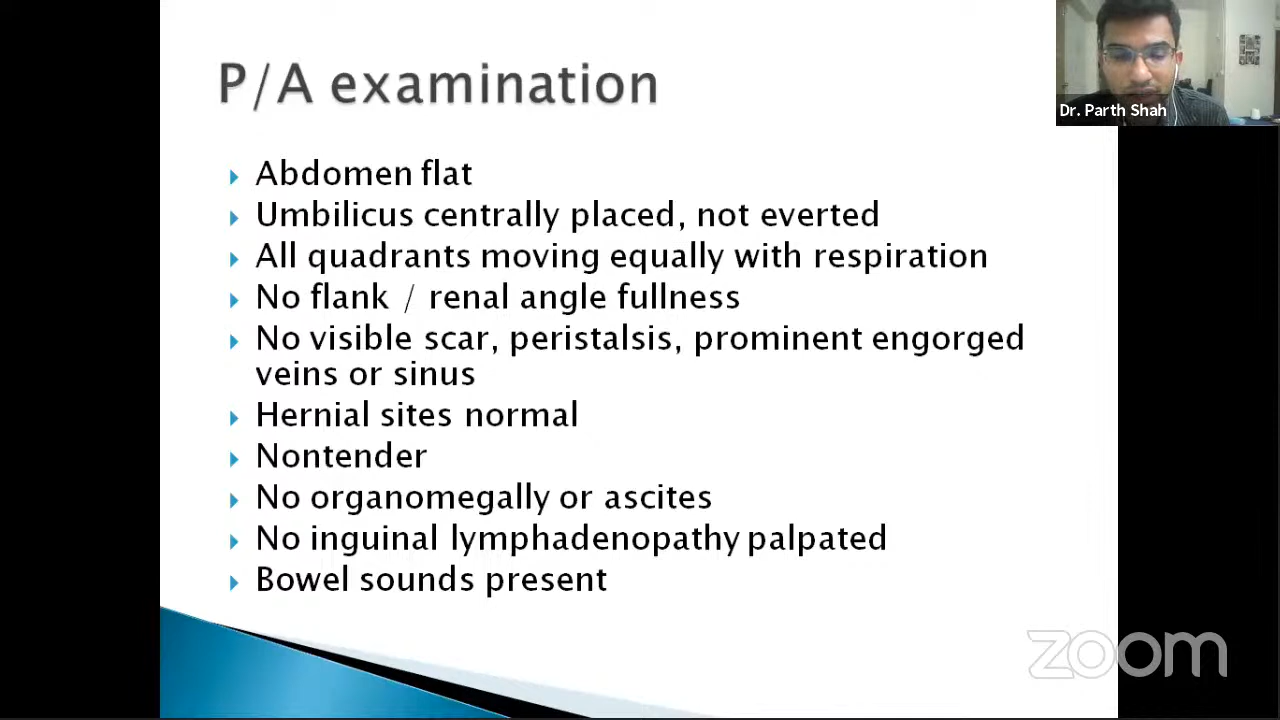 P/A examination
Dr. Parth Shah
Abdomen flat
Umbilicus centrally placed, not everted
All quadrants moving equally with respiration
No flank / renal angle fullness
No visible scar, peristalsis, prominent engorged
veins or sinus
Hernial sites normal
Nontender
No organomegally or ascites
No inguinal lymphadenopathy palpated
Bowel sounds present
zoom